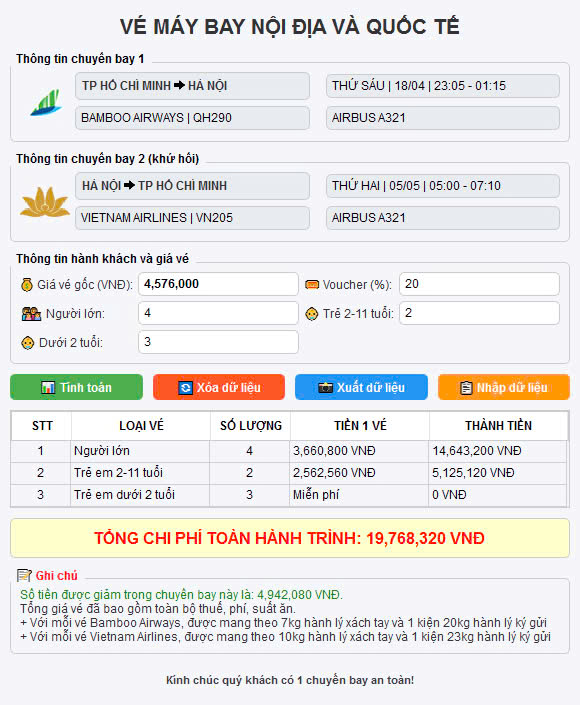 VÉ MÁY BAY NỘI ĐỊA VÀ QUỐC TẾ
Thông tin chuyến bay 1
TP HỒ CHÍ MINH ➡ HÀ NỘI
THỨ SÁU | 18/04 | 23:05 - 01:15
BAMBOO AIRWAYS | QH290
AIRBUS A321
Thông tin chuyến bay 2 (khứ hồi)
HÀ NỘI ➡ TP HỒ CHÍ MINH
THỨ HAI | 05/05 | 05:00 - 07:10
VIETNAM AIRLINES | VN205
AIRBUS A321
Thông tin hành khách và giá vé
Giá vé gốc (VNĐ): 4,576,000
Voucher (%): 20
Người lớn: 4
Trẻ 2-11 tuổi: 2
Dưới 2 tuổi: 3
Tính toán
Xóa dữ liệu
Xuất dữ liệu
Nhập dữ liệu
STT LOẠI VÉ SỐ LƯỢNG TIỀN 1 VÉ THÀNH TIỀN
1 Người lớn 4 3,660,800 VNĐ 14,643,200 VNĐ
2 Trẻ em 2-11 tuổi 2 2,562,560 VNĐ 5,125,120 VNĐ
3 Trẻ em dưới 2 tuổi 3 Miễn phí 0 VNĐ
TỔNG CHI PHÍ TOÀN HÀNH TRÌNH: 19,768,320 VNĐ
Ghi chú
Số tiền được giảm trong chuyến bay này là: 4,942,080 VNĐ.
Tổng giá vé đã bao gồm toàn bộ thuế, phí, suất ăn.
+ Với mỗi vé Bamboo Airways, được mang theo 7kg hành lý xách tay và 1 kiện 20kg hành lý ký gửi
+ Với mỗi vé Vietnam Airlines, được mang theo 10kg hành lý xách tay và 1 kiện 23kg hành lý ký gửi
Kính chúc quý khách có 1 chuyến bay an toàn!